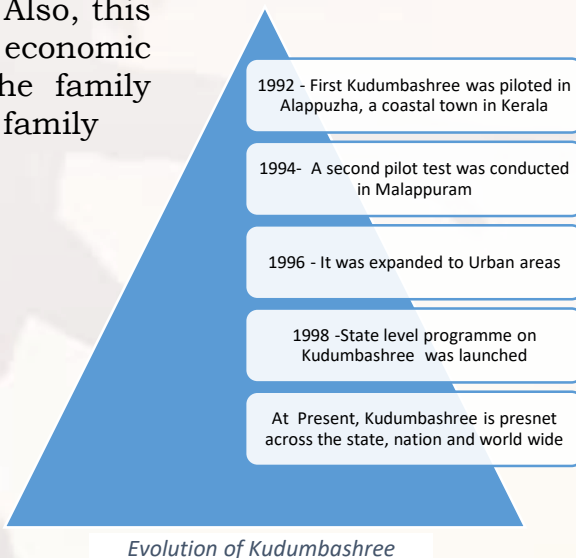 Also, this
economic
he family
family
1992 - First Kudumbashree was piloted in
Alappuzha, a coastal town in Kerala
1994- A second pilot test was conducted
in Malappuram
1996 - It was expanded to Urban areas
1998 -State level programme on
Kudumbashree was launched
At Present, Kudumbashree is presnet
across the state, nation and world wide
Evolution of Kudumbashree